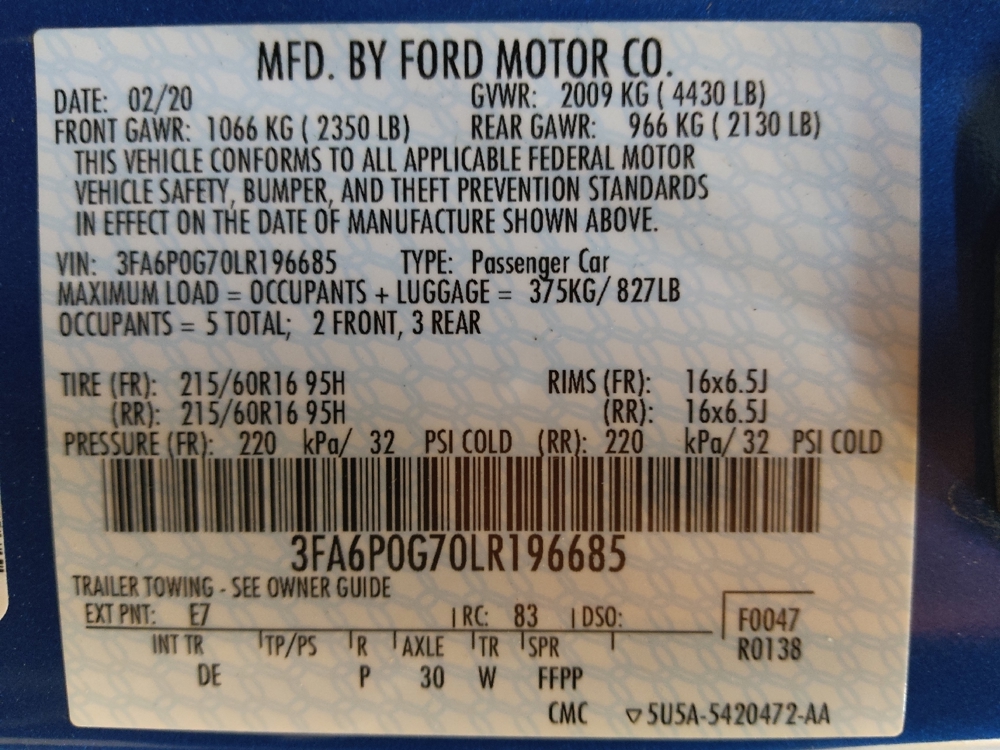 MFD. BY FORD MOTOR CO.
DATE: 02/20 GVWR: 2009 KG ( 4430 LB)
FRONT GAWR: 1066 KG ( 2350 LB) REAR GAWR: 966 KG ( 2130 LB)
THIS VEHICLE CONFORMS TO ALL APPLICABLE FEDERAL MOTOR
VEHICLE SAFETY, BUMPER, AND THEFT PREVENTION STANDARDS
IN EFFECT ON THE DATE OF MANUFACTURE SHOWN ABOVE.
VIN: 3FA6P0G70LR196685 TYPE: Passenger Car
MAXIMUM LOAD = OCCUPANTS + LUGGAGE = 375KG/ 827LB
OCCUPANTS = 5 TOTAL; 2 FRONT, 3 REAR
TIRE (FR): 215/60R16 95H RIMS (FR): 16x6.5J
(RR): 215/60R16 95H (RR): 16x6.5J
PRESSURE (FR): 220 kPa/ 32 PSI COLD (RR): 220 kPa/ 32 PSI COLD
3FA6P0G70LR196685
TRAILER TOWING - SEE OWNER GUIDE
EXT PNT: E7 RC: 83 DSO: F0047
INT TR TP/PS R AXLE TR SPR R0138
DE P 30 W FFPP
CMC ▽5U5A-5420472-AA